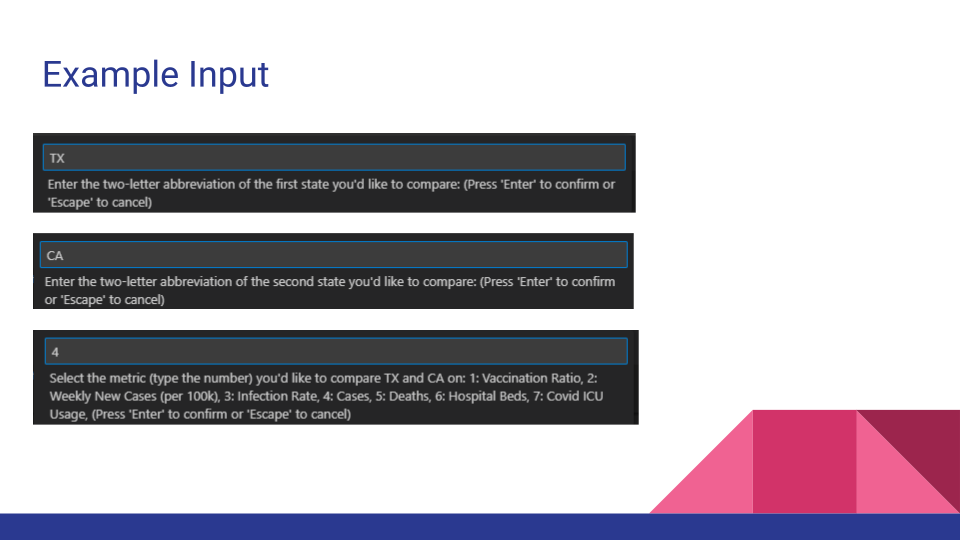 Example Input
TX
Enter the two-letter abbreviation of the first state you'd like to compare: (Press 'Enter' to confirm or
'Escape' to cancel)
CA
Enter the two-letter abbreviation of the second state you'd like to compare: (Press 'Enter' to confirm
or 'Escape' to cancel)
4
Select the metric (type the number) you'd like to compare TX and CA on: 1: Vaccination Ratio, 2:
Weekly New Cases (per 100k), 3: Infection Rate, 4: Cases, 5: Deaths, 6: Hospital Beds, 7: Covid ICU
Usage, (Press 'Enter' to confirm or 'Escape' to cancel)